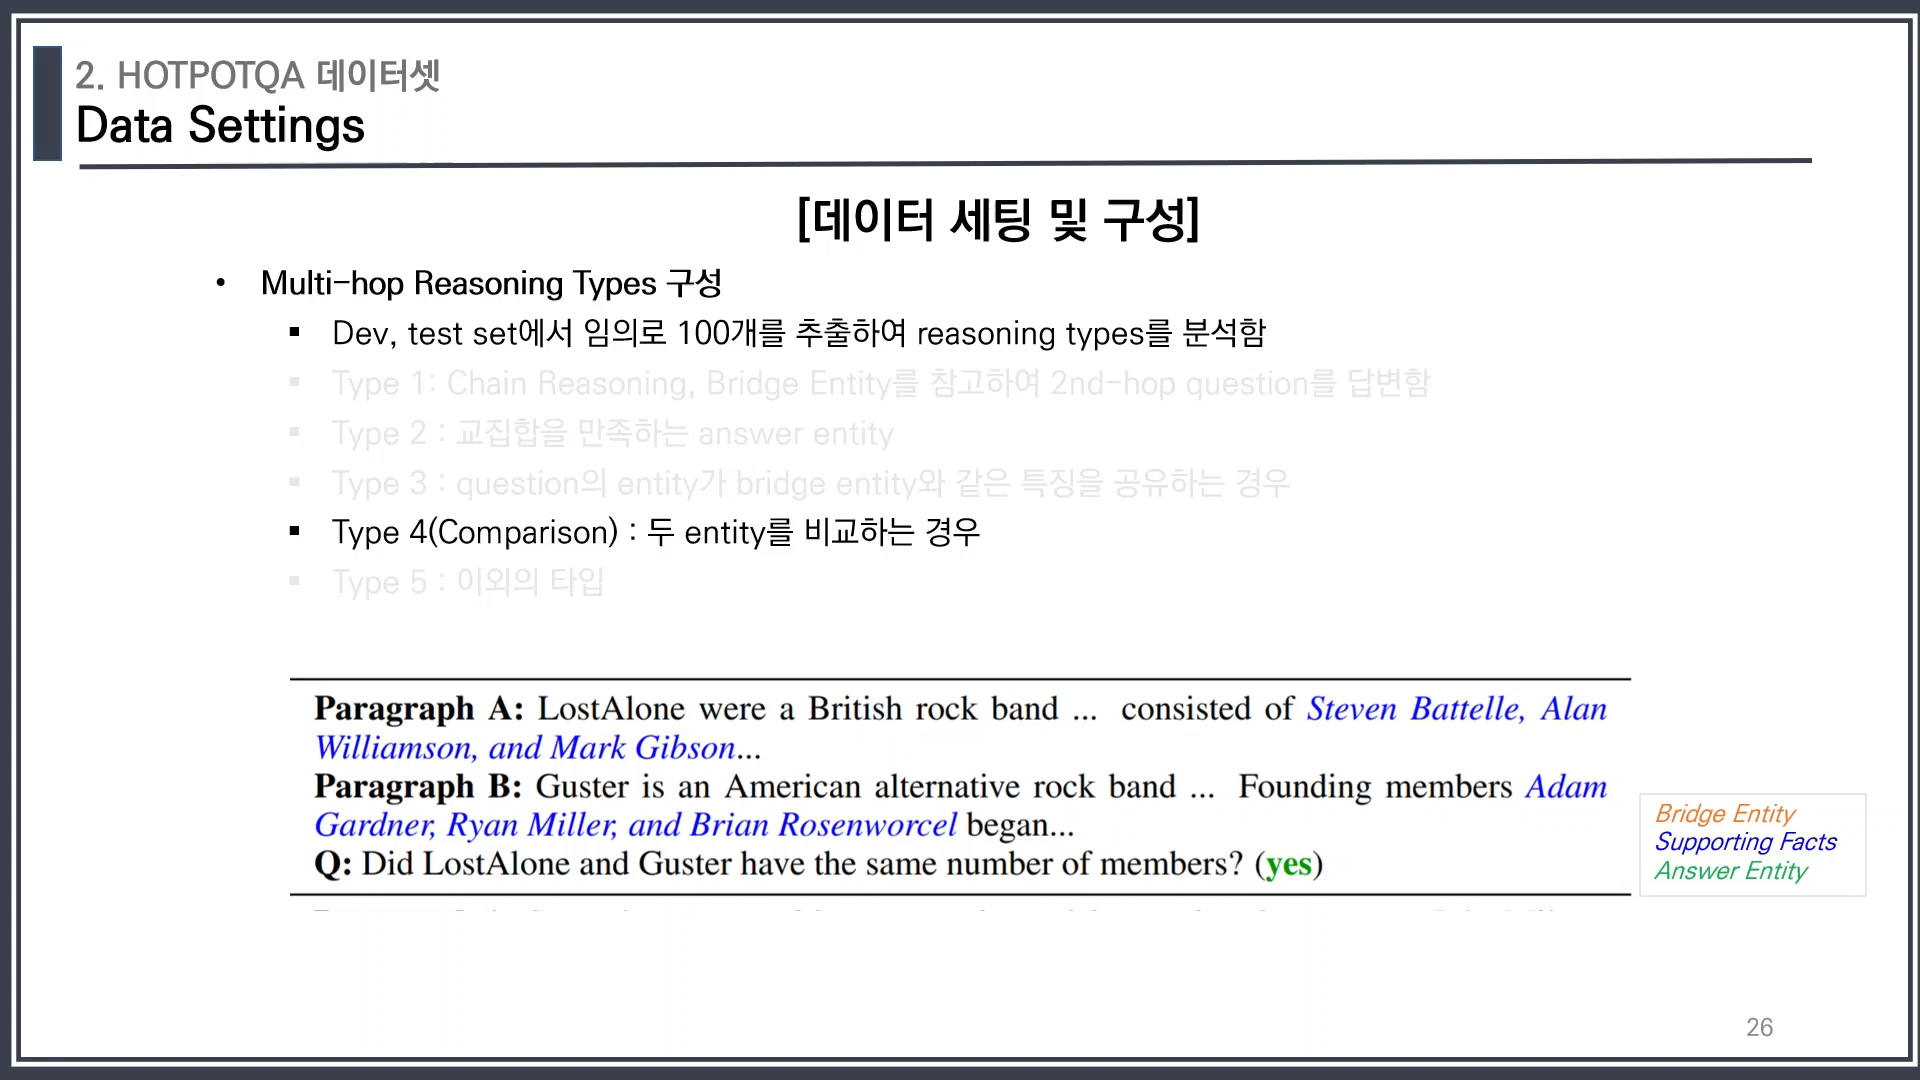 2. HOTPOTQA 데이터셋
Data Settings
[데이터 세팅 및 구성]
• Multi-hop Reasoning Types 구성
▪ Dev, test set에서 임의로 100개를 추출하여 reasoning types를 분석함
▪ Type 1: Chain Reasoning, Bridge Entity를 참고하여 2nd-hop question를 답변함
▪ Type 2 : 교집합을 만족하는 answer entity
▪ Type 3 : question의 entity가 bridge entity와 같은 특징을 공유하는 경우
▪ Type 4(Comparison) : 두 entity를 비교하는 경우
▪ Type 5 : 이외의 타입
Paragraph A: LostAlone were a British rock band ... consisted of Steven Battelle, Alan
Williamson, and Mark Gibson...
Paragraph B: Guster is an American alternative rock band ... Founding members Adam
Gardner, Ryan Miller, and Brian Rosenworcel began...
Q: Did LostAlone and Guster have the same number of members? (yes)
Bridge Entity
Supporting Facts
Answer Entity
26